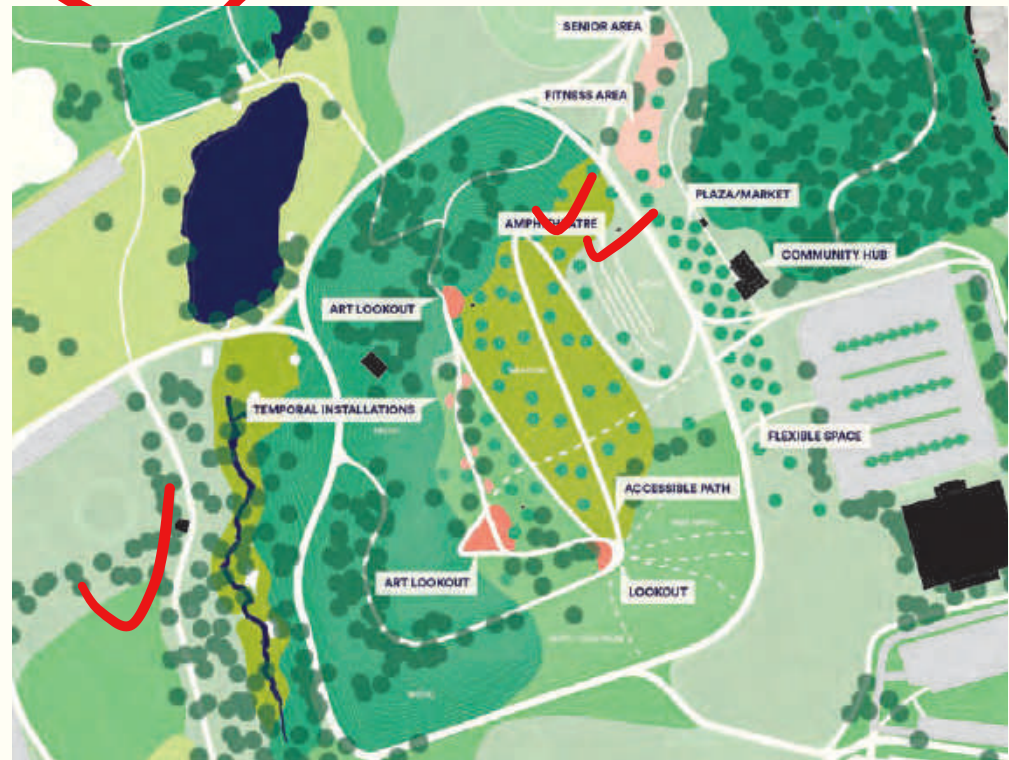 SENIOR AREA
FITNESS AREA
PLAZA/MARKET
AMPHITHEATRE
COMMUNITY HUB
ART LOOKOUT
TEMPORAL INSTALLATIONS
FLEXIBLE SPACE
ACCESSIBLE PATH
ART LOOKOUT
LOOKOUT